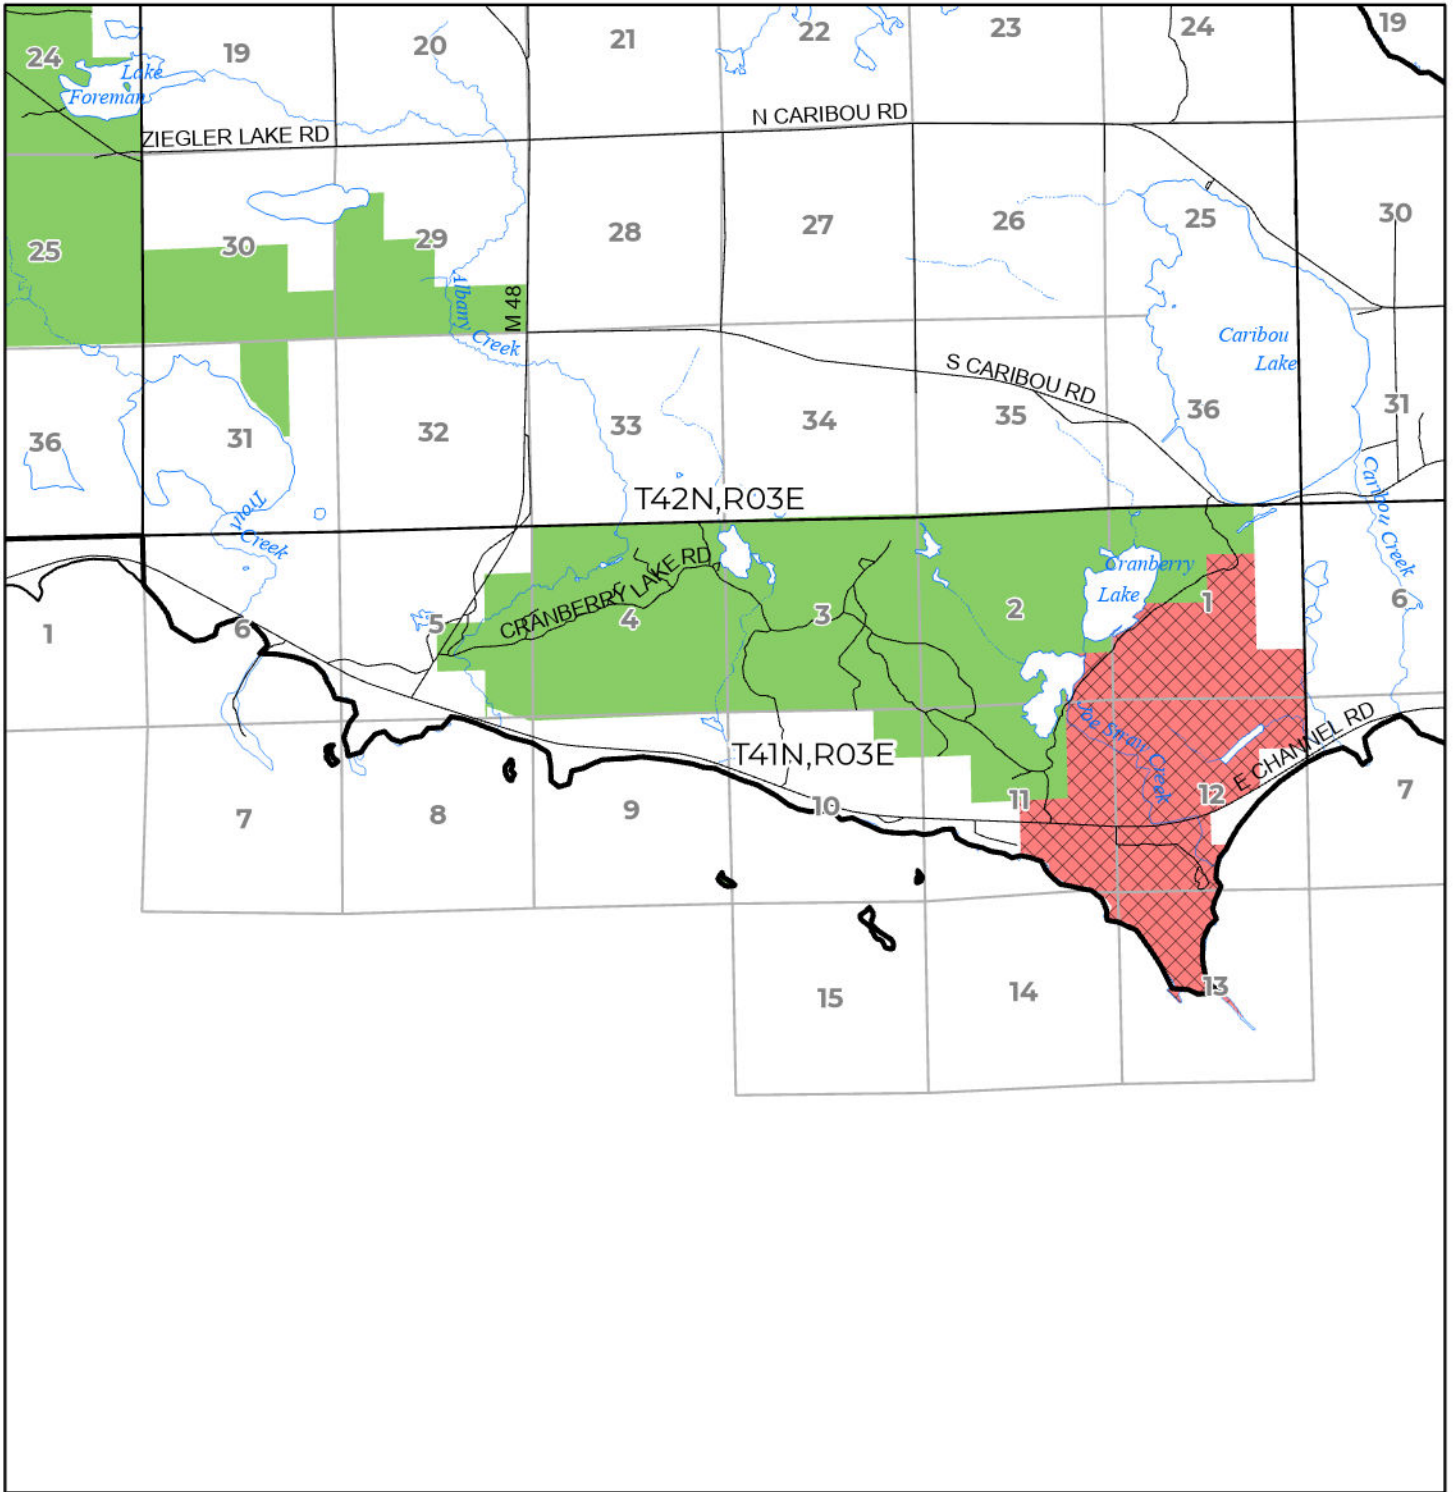 24
19
20
21
22
23
24
19
Lake
Foreman
ZIEGLER LAKE RD
N CARIBOU RD
25
30
29
28
27
26
25
30
Albany
Creek
M 48
Caribou
Lake
S CARIBOU RD
36
31
32
33
34
35
36
31
Trout
Creek
Caribou Creek
T42N,R03E
1
6
5
CRANBERRY LAKE RD
4
3
2
Cranberry
Lake
1
6
T41N,R03E
Joe Straw Creek
E CHANNEL RD
7
8
9
10
11
12
7
15
14
13